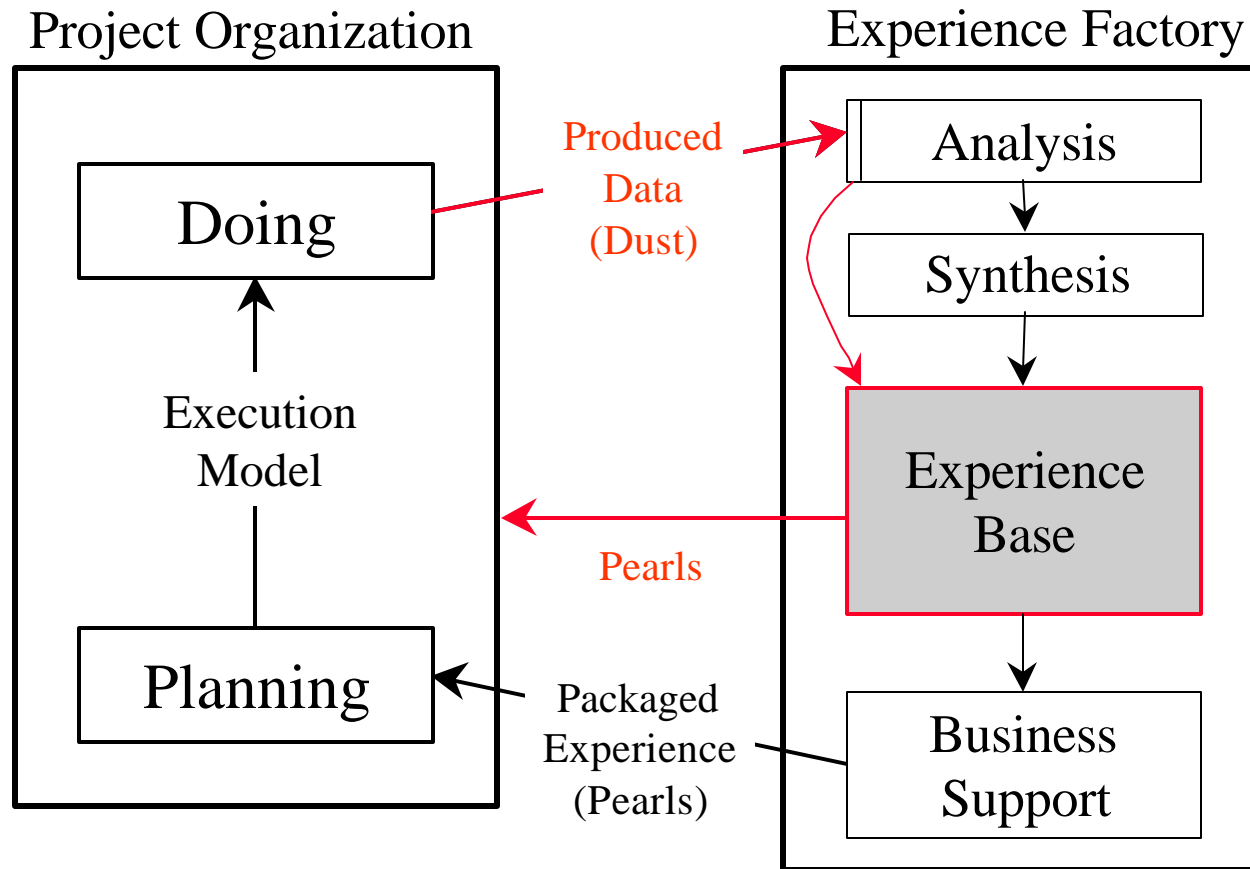 Project Organization
Experience Factory
Doing
Execution
Model
Planning
Produced
Data
(Dust)
Pearls
Packaged
Experience
(Pearls)
Analysis
Synthesis
Experience
Base
Business
Support